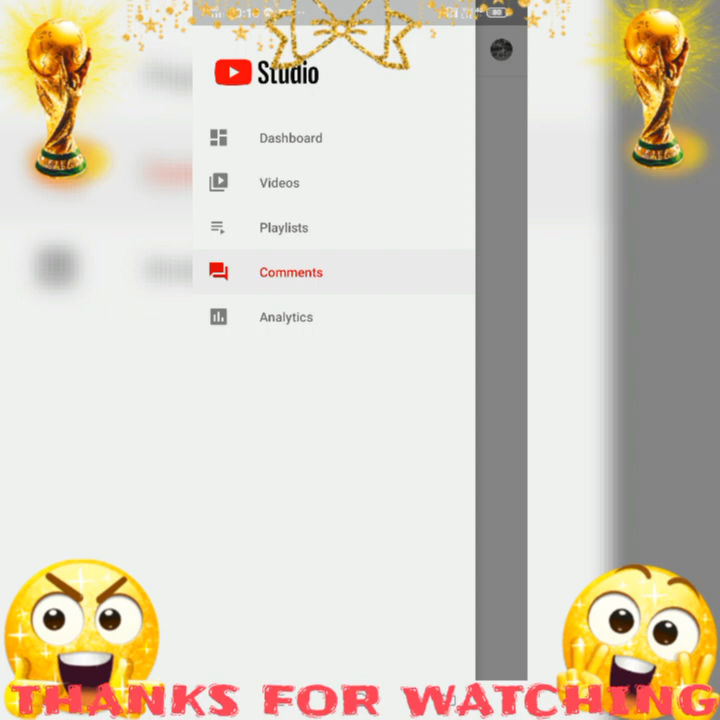 Studio
Dashboard
Videos
Playlists
Comments
Analytics
THANKS FOR WATCHING